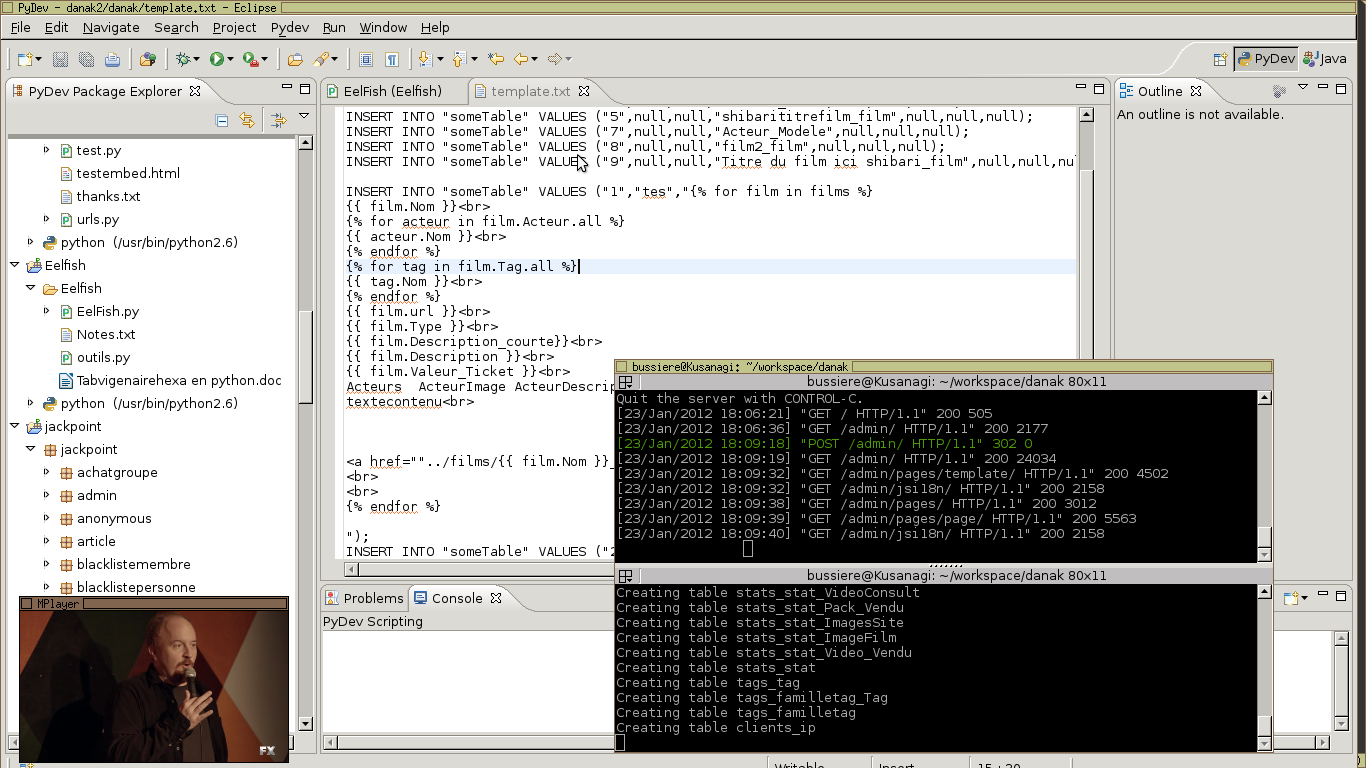 PyDev - danak2/danak/template.txt - Eclipse
File Edit Navigate Search Project Pydev Run Window Help
PyDev Java
PyDev Package Explorer
test.py
testembed.html
thanks.txt
urls.py
python (/usr/bin/python2.6)
Eelfish
Eelfish
EelFish.py
Notes.txt
outils.py
Tabvigenairehexa en python.doc
python (/usr/bin/python2.6)
jackpoint
jackpoint
achatgroupe
admin
anonymous
article
blacklistemembre
blacklistepersonne
EelFish (Eelfish) template.txt
INSERT INTO "someTable" VALUES ("5",null,null,"shibarititrefilm_film",null,null,null);
INSERT INTO "someTable" VALUES ("7",null,null,"Acteur_Modele",null,null,null);
INSERT INTO "someTable" VALUES ("8",null,null,"film2_film",null,null,null);
INSERT INTO "someTable" VALUES ("9",null,null,"Titre du film ici shibari_film",null,null,nu
INSERT INTO "someTable" VALUES ("1","tes","{% for film in films %}
{{ film.Nom }}<br>
{% for acteur in film.Acteur.all %}
{{ acteur.Nom }}<br>
{% endfor %}
{% for tag in film.Tag.all %}
{{ tag.Nom }}<br>
{% endfor %}
{{ film.url }}<br>
{{ film.Type }}<br>
{{ film.Description_courte}}<br>
{{ film.Description }}<br>
{{ film.Valeur_Ticket }}<br>
Acteurs ActeurImage ActeurDescrip
textecontenu<br>
<a href=""../films/{{ film.Nom }}_
<br>
<br>
{% endfor %}
");
INSERT INTO "someTable" VALUES ("2
Outline
An outline is not available.
Problems Console
PyDev Scripting
bussiere@Kusanagi: ~/workspace/danak
bussiere@Kusanagi: ~/workspace/danak 80x11
Quit the server with CONTROL-C.
[23/Jan/2012 18:06:21] "GET / HTTP/1.1" 200 505
[23/Jan/2012 18:06:36] "GET /admin/ HTTP/1.1" 200 2177
[23/Jan/2012 18:09:18] "POST /admin/ HTTP/1.1" 302 0
[23/Jan/2012 18:09:19] "GET /admin/ HTTP/1.1" 200 24034
[23/Jan/2012 18:09:32] "GET /admin/pages/template/ HTTP/1.1" 200 4502
[23/Jan/2012 18:09:32] "GET /admin/jsi18n/ HTTP/1.1" 200 2158
[23/Jan/2012 18:09:38] "GET /admin/pages/ HTTP/1.1" 200 3012
[23/Jan/2012 18:09:39] "GET /admin/pages/page/ HTTP/1.1" 200 5563
[23/Jan/2012 18:09:40] "GET /admin/jsi18n/ HTTP/1.1" 200 2158
bussiere@Kusanagi: ~/workspace/danak 80x11
Creating table stats_stat_VideoConsult
Creating table stats_stat_Pack_Vendu
Creating table stats_stat_ImagesSite
Creating table stats_stat_ImageFilm
Creating table stats_stat_Video_Vendu
Creating table stats_stat
Creating table tags_tag
Creating table tags_familletag_Tag
Creating table tags_familletag
Creating table clients_ip
MPlayer
FX
Writable Insert 15 : 30